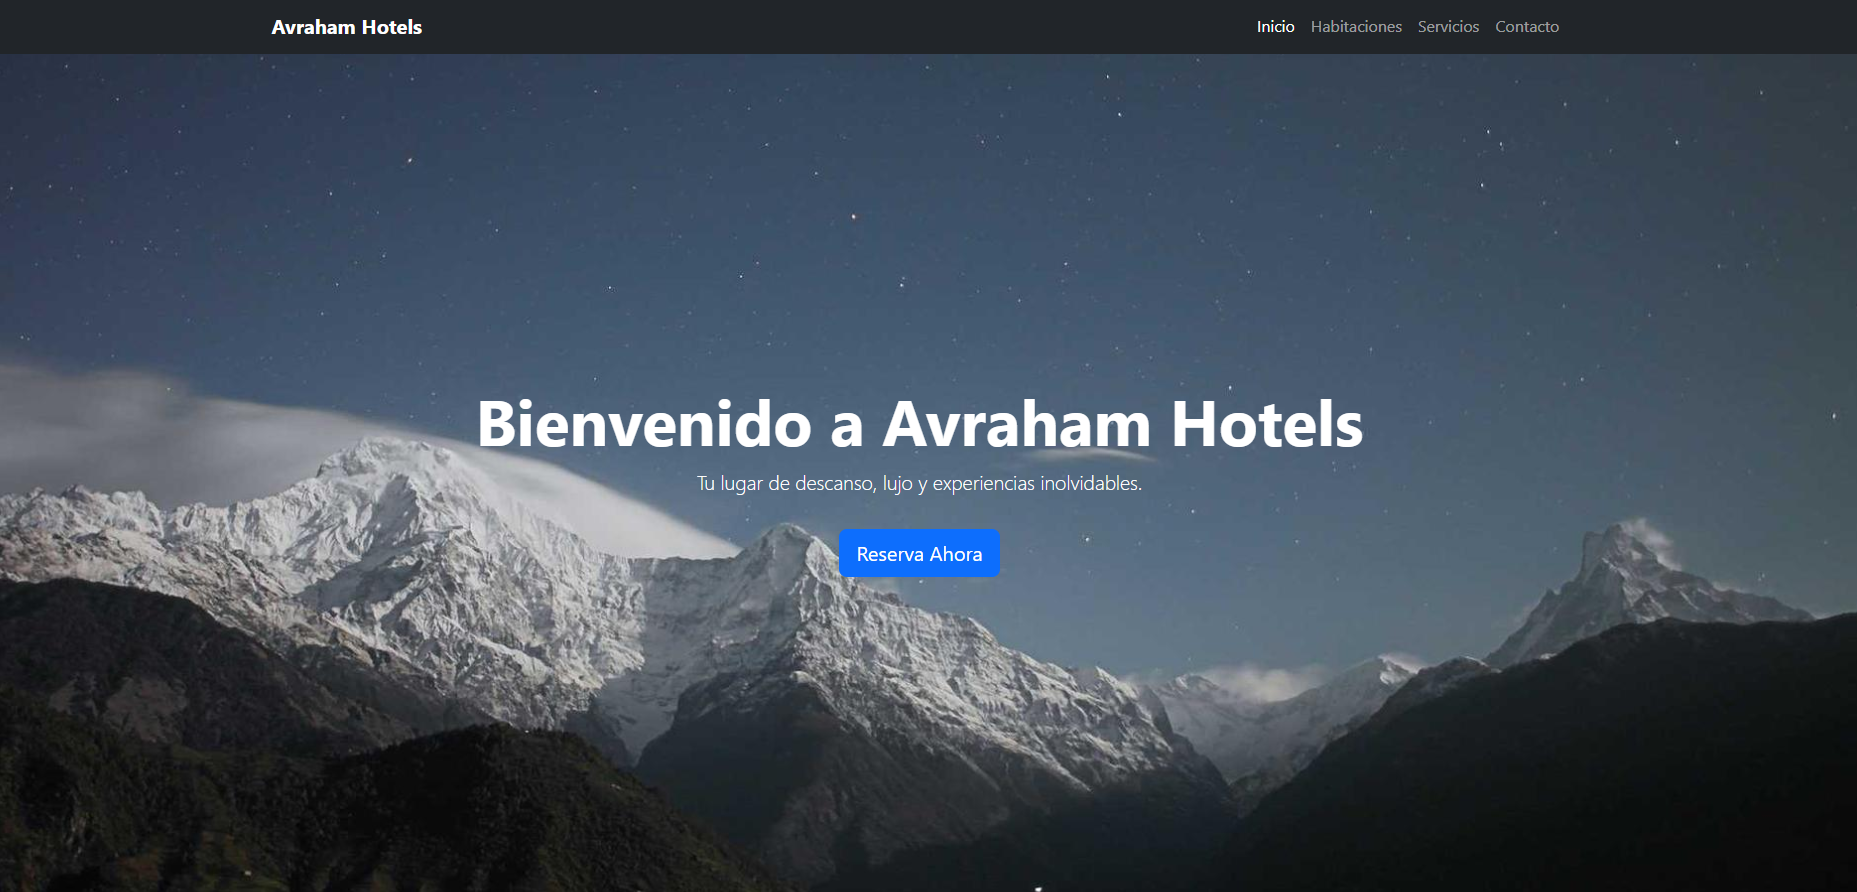 Avraham Hotels
Inicio Habitaciones Servicios Contacto
Bienvenido a Avraham Hotels
Tu lugar de descanso, lujo y experiencias inolvidables.
Reserva Ahora